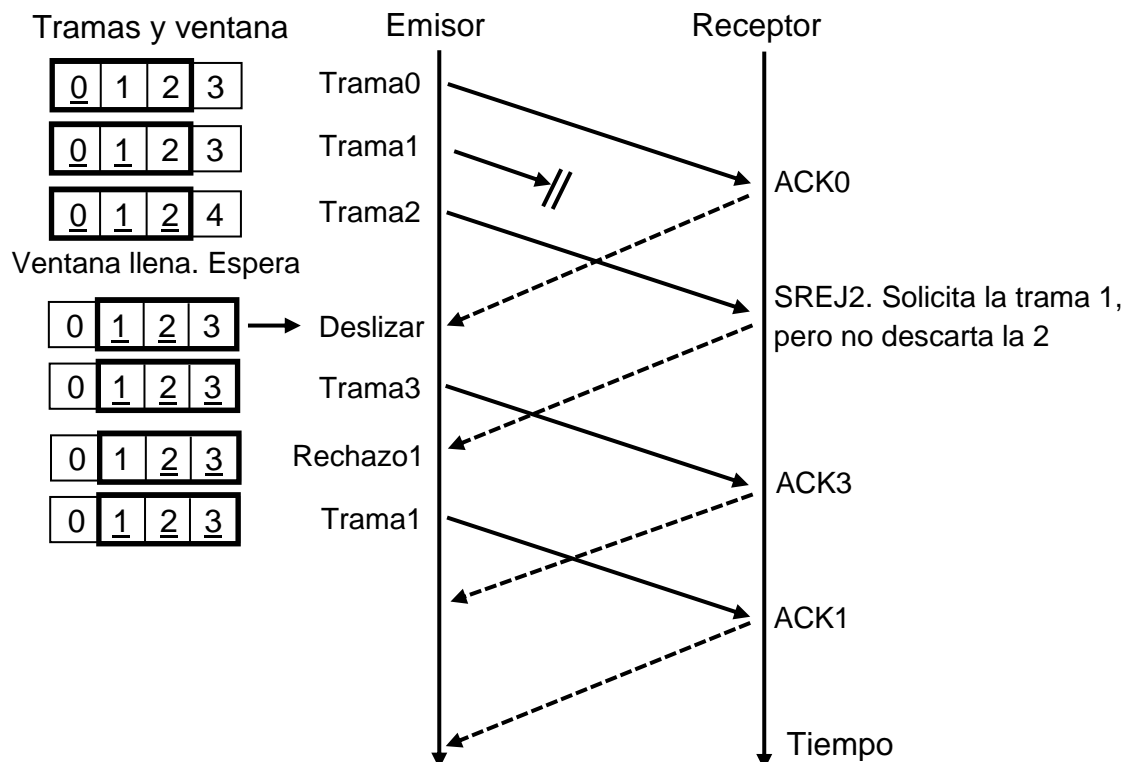 Tramas y ventana
Emisor
Receptor
0 1 2 3
Trama0
0 1 2 3
Trama1
ACK0
0 1 2 4
Trama2
Ventana llena. Espera
SREJ2. Solicita la trama 1,
pero no descarta la 2
0 1 2 3
Deslizar
0 1 2 3
Trama3
0 1 2 3
Rechazo1
ACK3
0 1 2 3
Trama1
ACK1
Tiempo